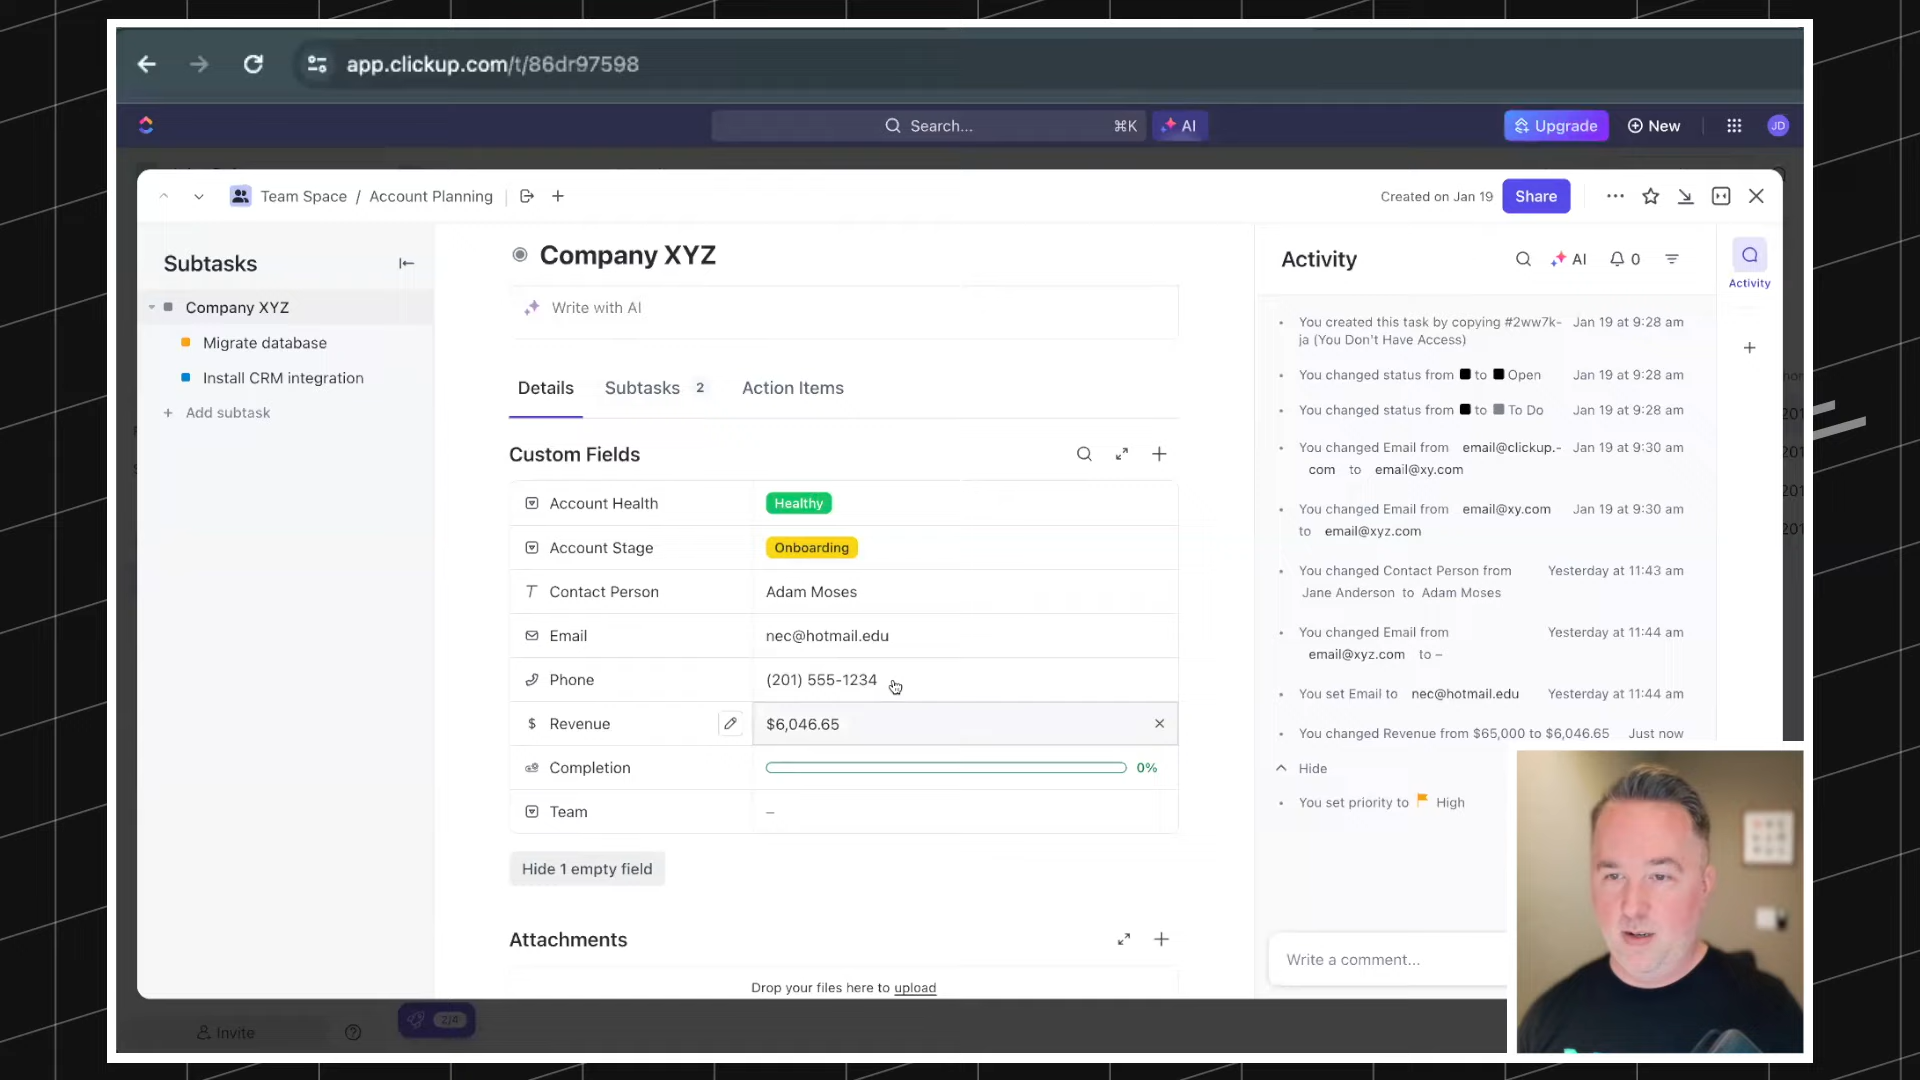 app.clickup.com/t/86dr97598
Search... ⌘K AI
Upgrade New JD
Team Space / Account Planning
Created on Jan 19 Share
Subtasks
Company XYZ
Migrate database
Install CRM integration
+ Add subtask
Company XYZ
Write with AI
Details Subtasks 2 Action Items
Custom Fields
Account Health Healthy
Account Stage Onboarding
Contact Person Adam Moses
Email nec@hotmail.edu
Phone (201) 555-1234
$ Revenue $6,046.65
Completion 0%
Team –
Hide 1 empty field
Attachments
Drop your files here to upload
Activity AI 0
Activity
You created this task by copying #2ww7k- Jan 19 at 9:28 am
ja (You Don't Have Access)
You changed status from to Open Jan 19 at 9:28 am
You changed status from to To Do Jan 19 at 9:28 am
You changed Email from email@clickup.- Jan 19 at 9:30 am
com to email@xy.com
You changed Email from email@xy.com Jan 19 at 9:30 am
to email@xyz.com
You changed Contact Person from Yesterday at 11:43 am
Jane Anderson to Adam Moses
You changed Email from Yesterday at 11:44 am
email@xyz.com to –
You set Email to nec@hotmail.edu Yesterday at 11:44 am
You changed Revenue from $65,000 to $6,046.65 Just now
Hide
You set priority to High
Write a comment...
Invite
2/4